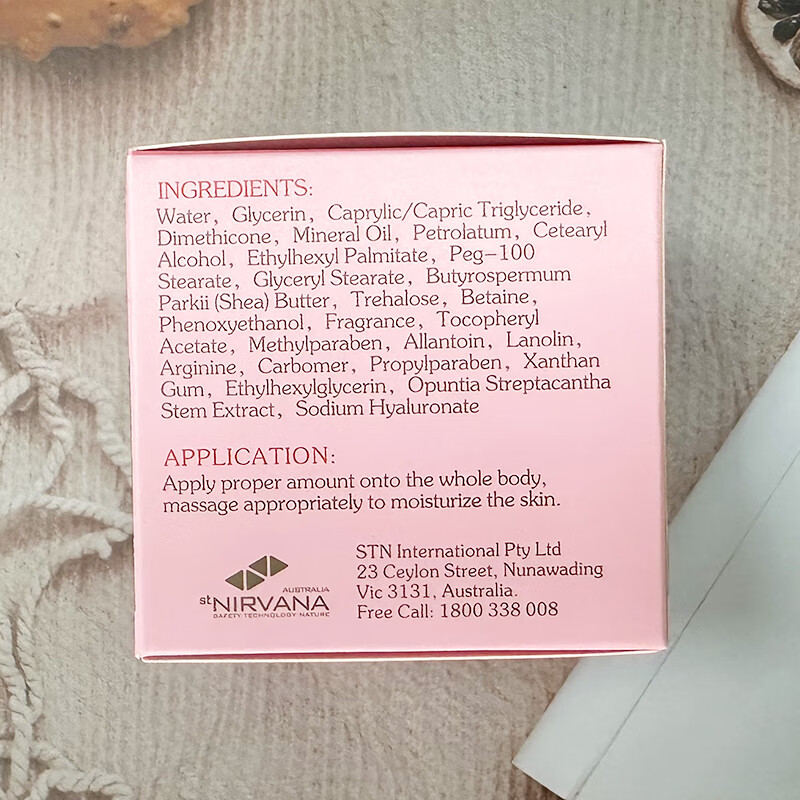 INGREDIENTS:
Water, Glycerin, Caprylic/Capric Triglyceride,
Dimethicone, Mineral Oil, Petrolatum, Cetearyl
Alcohol, Ethylhexyl Palmitate, Peg-100
Stearate, Glyceryl Stearate, Butyrospermum
Parkii (Shea) Butter, Trehalose, Betaine,
Phenoxyethanol, Fragrance, Tocopheryl
Acetate, Methylparaben, Allantoin, Lanolin,
Arginine, Carbomer, Propylparaben, Xanthan
Gum, Ethylhexylglycerin, Opuntia Streptacantha
Stem Extract, Sodium Hyaluronate
APPLICATION:
Apply proper amount onto the whole body,
massage appropriately to moisturize the skin.
AUSTRALIA
st NIRVANA
SAFETY TECHNOLOGY NATURE
STN International Pty Ltd
23 Ceylon Street, Nunawading
Vic 3131, Australia.
Free Call: 1800 338 008